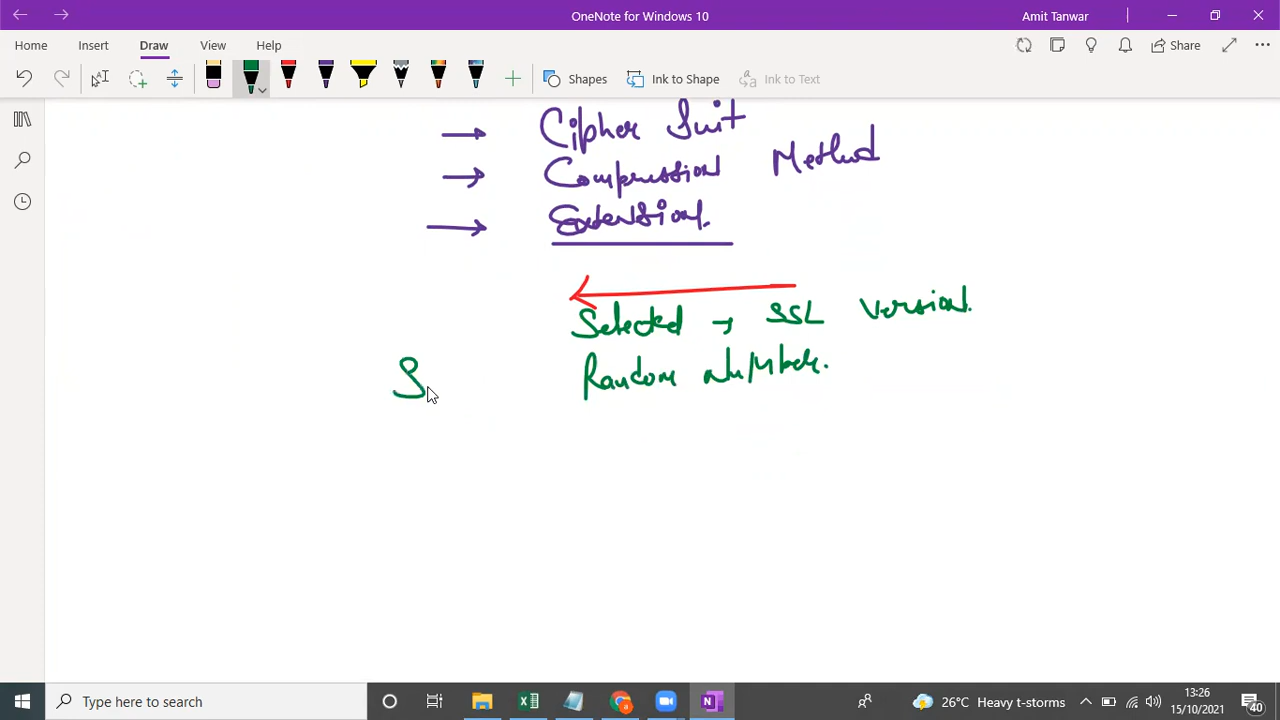 OneNote for Windows 10
Amit Tanwar
Home Insert Draw View Help
Share
Shapes
Ink to Shape
Ink to Text
→ Cipher Suit
→ Compression Method
→ Extension.
Selected → SSL Version.
Random Number.
S
Type here to search
26°C Heavy t-storms
13:26
15/10/2021
40